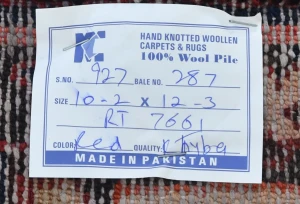 KC HAND KNOTTED WOOLLEN
CARPETS & RUGS
100% Wool Pile
S.NO. 927 BALE NO. 287
SIZE 10-2 x 12-3
RT 7661
COLOR Red QUALITY
MADE IN PAKISTAN